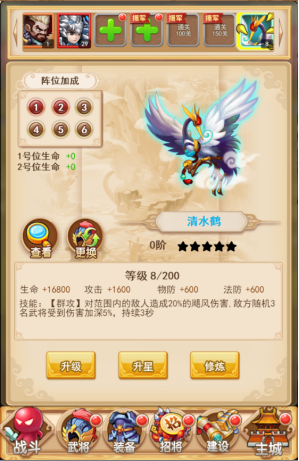 援军 援军
29 通关 通关
100关 150关
阵位加成
1 2 3
4 5 6
1号位生命 +0
2号位生命 +0
清水鹤
0阶
查看 更换
等级 8/200
生命 +16800 攻击 +1600 物防 +600 法防 +600
技能:【群攻】对范围内的敌人造成20%的飓风伤害,敌方随机3
名武将受到伤害加深5%，持续3秒
升级 升星 修炼
战斗 武将 装备 招将 建设 主城